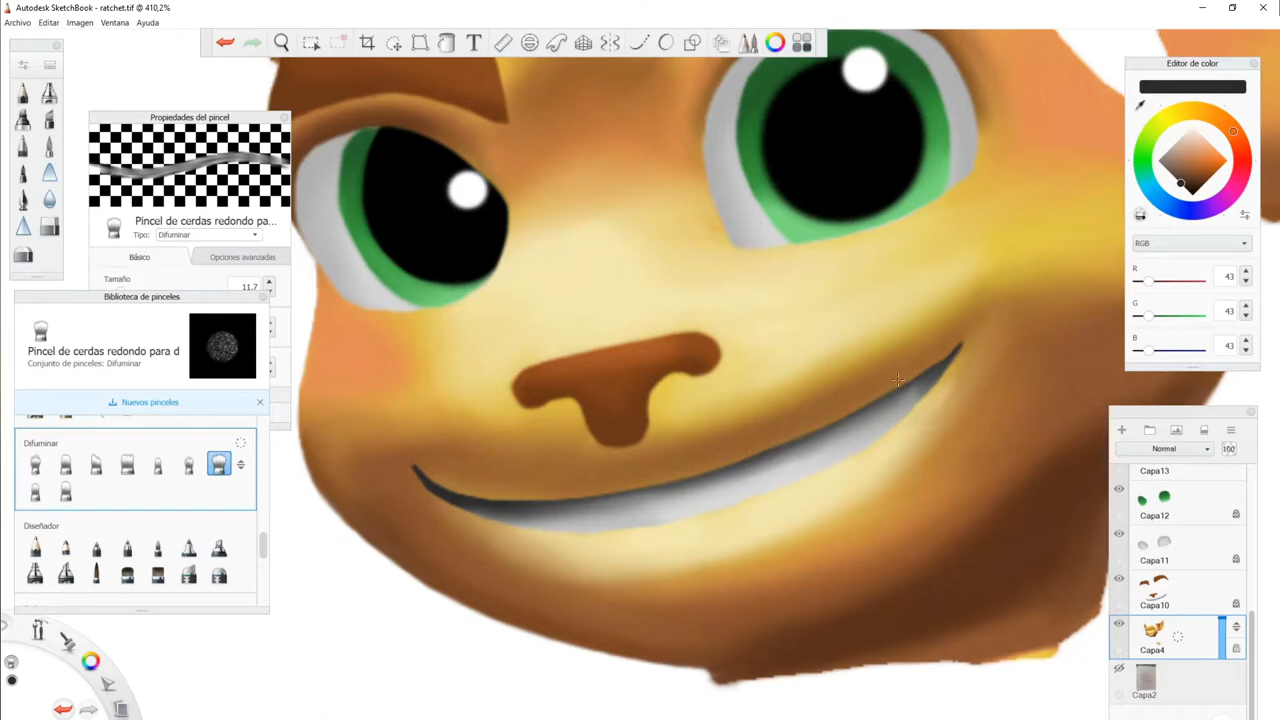 Autodesk SketchBook - ratchet.tif @ 410,2%
Archivo Editar Imagen Ventana Ayuda
Propiedades del pincel
Pincel de cerdas redondo pa...
Tipo: Difuminar
Básico Opciones avanzadas
Tamaño
11,7
Biblioteca de pinceles
Pincel de cerdas redondo para d
Conjunto de pinceles: Difuminar
Nuevos pinceles
Difuminar
Diseñador
Editor de color
RGB
R 43
G 43
B 43
Normal 100
Capa13
Capa12
Capa11
Capa10
Capa4
Capa2